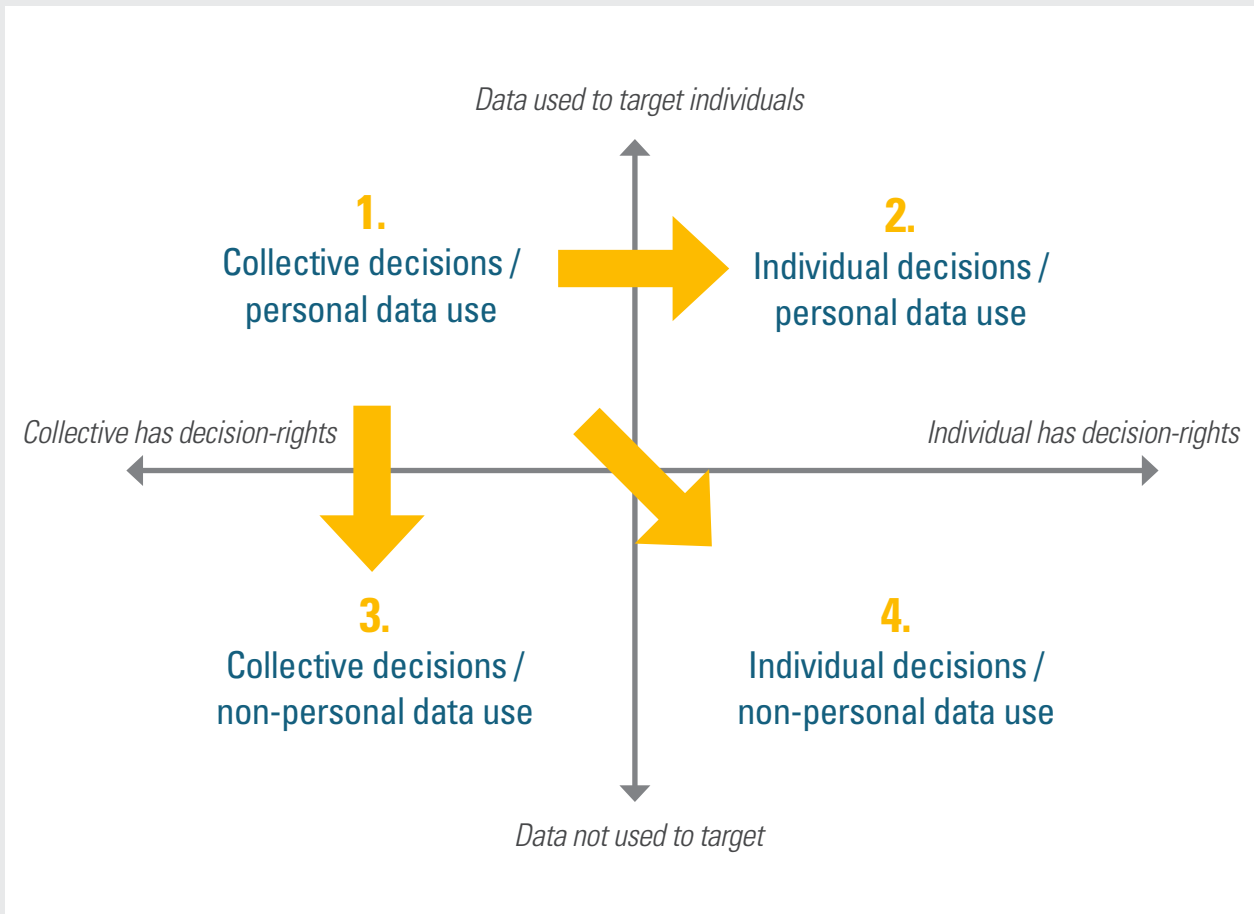 Data used to target individuals
1.
Collective decisions /
personal data use
2.
Individual decisions /
personal data use
Collective has decision-rights
Individual has decision-rights
3.
Collective decisions /
non-personal data use
4.
Individual decisions /
non-personal data use
Data not used to target